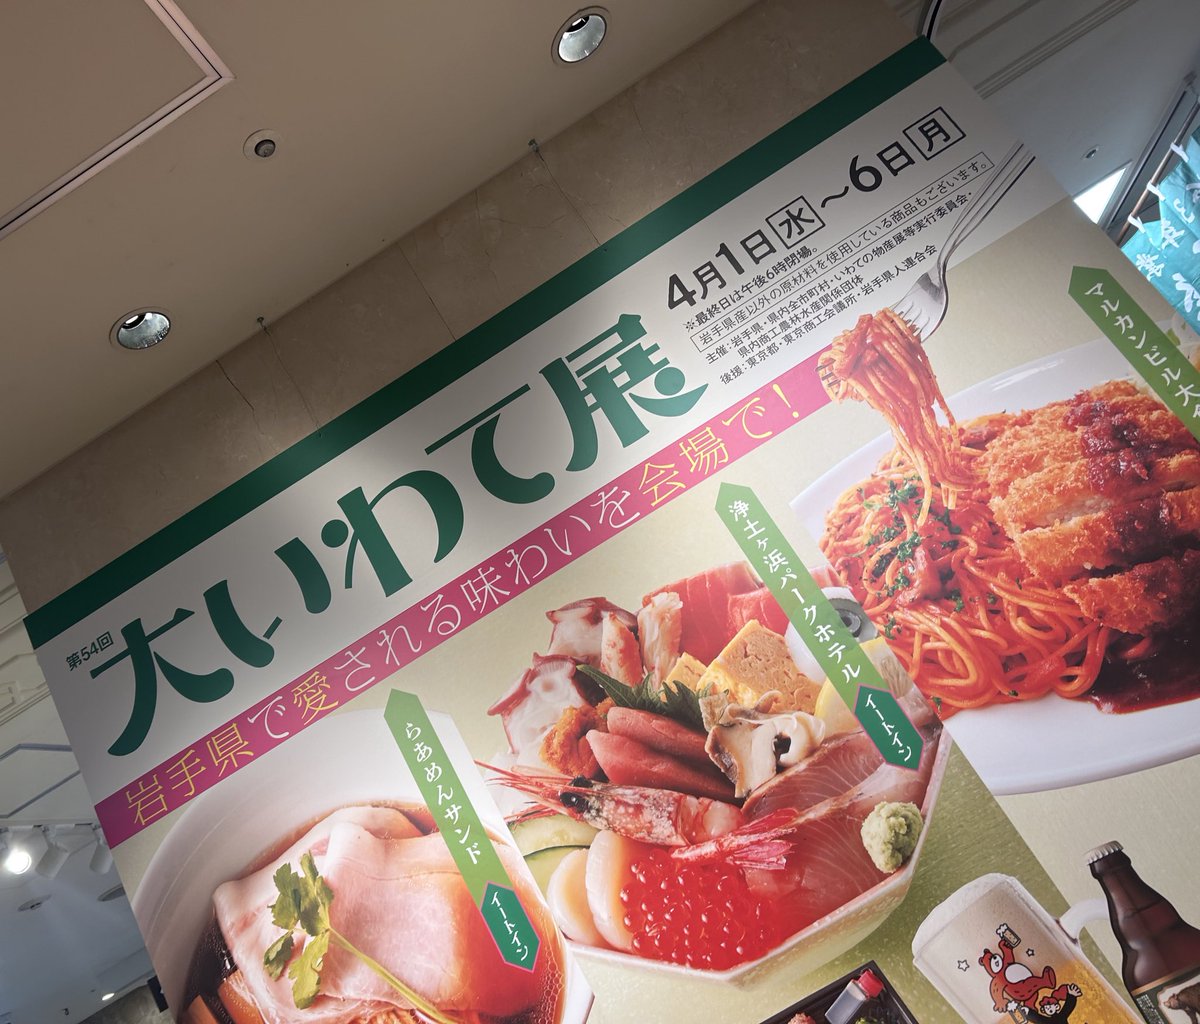 第54回
大いわて展
4月1日水～6日月
※最終日は午後6時閉場。
岩手県産以外の原材料を使用している商品もございます。
主催：岩手県・県内全市町村・いわての物産展等実行委員会・
県内商工農林水産関係団体
後援：東京都・東京商工会議所・岩手県人連合会
岩手県で愛される味わいを会場で！
らぁめんサンド
イートイン
浄土ヶ浜パークホテル
イートイン
マルカンビル大